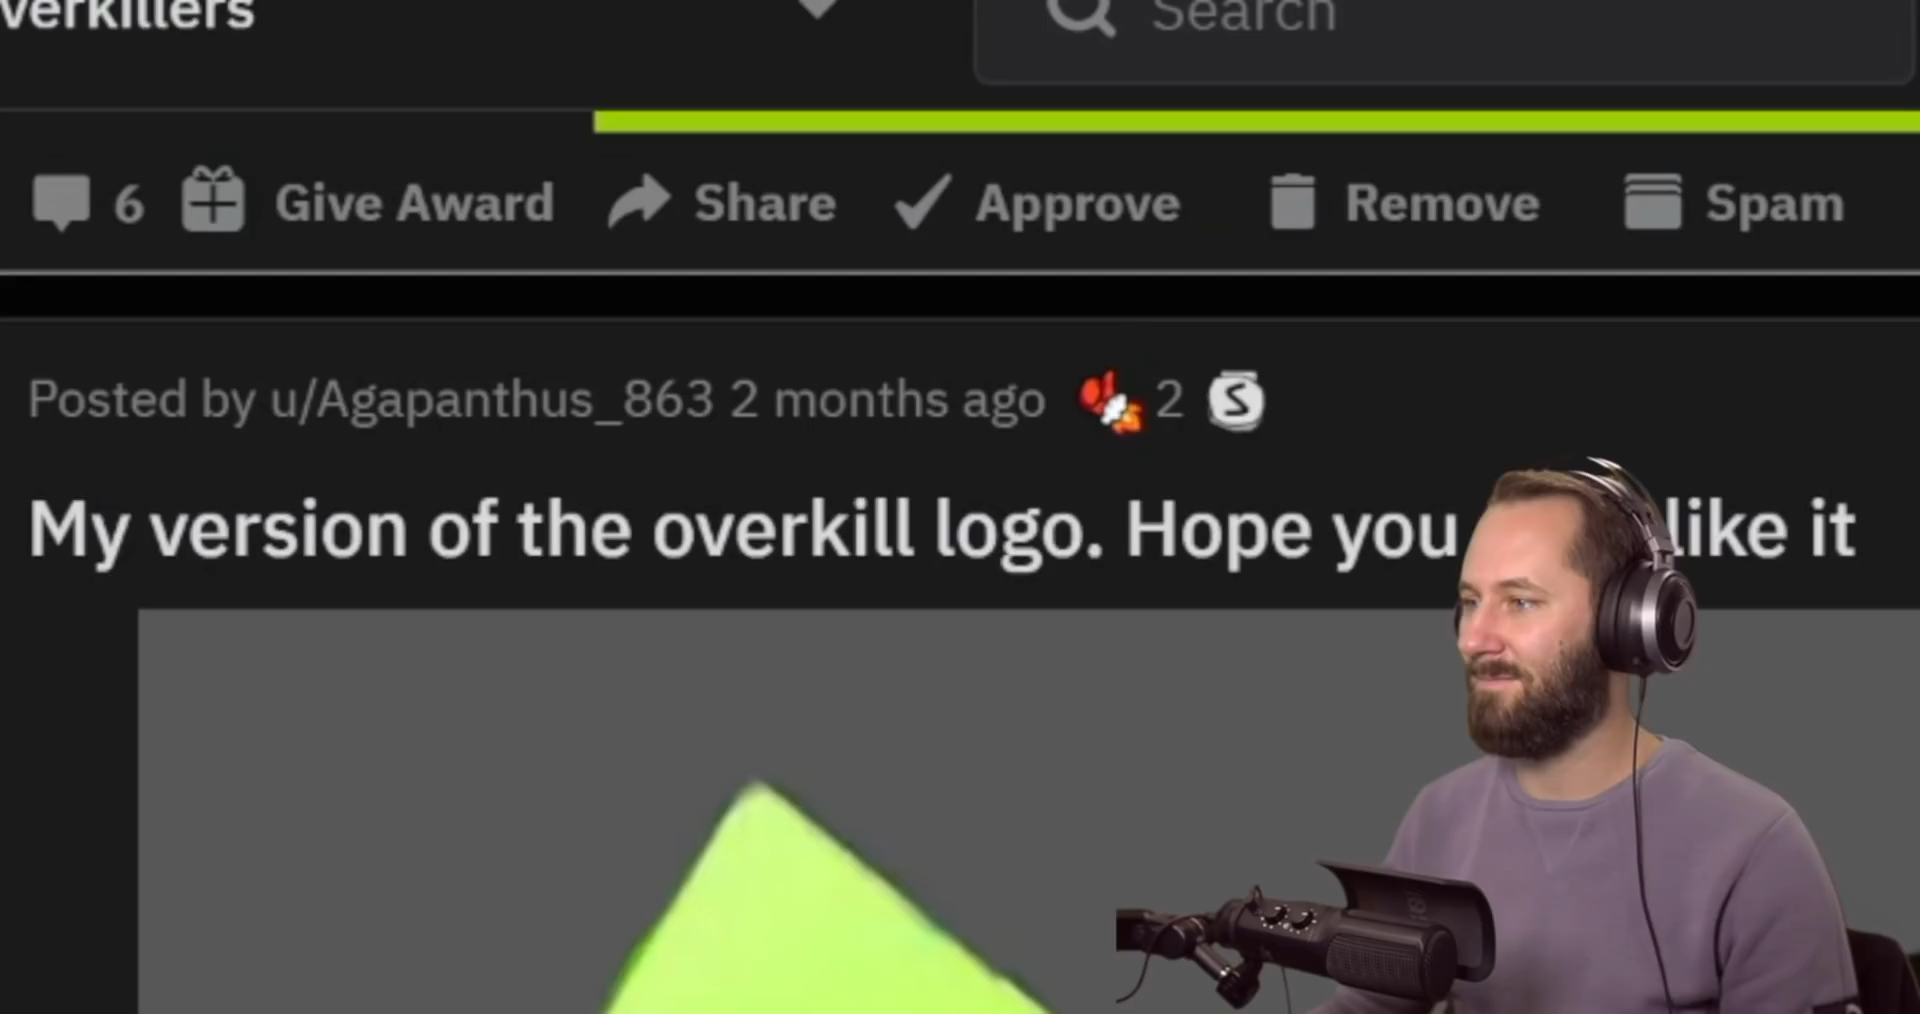 verkillers
Search
6 Give Award Share Approve Remove Spam
Posted by u/Agapanthus_863 2 months ago 2 S
My version of the overkill logo. Hope you like it